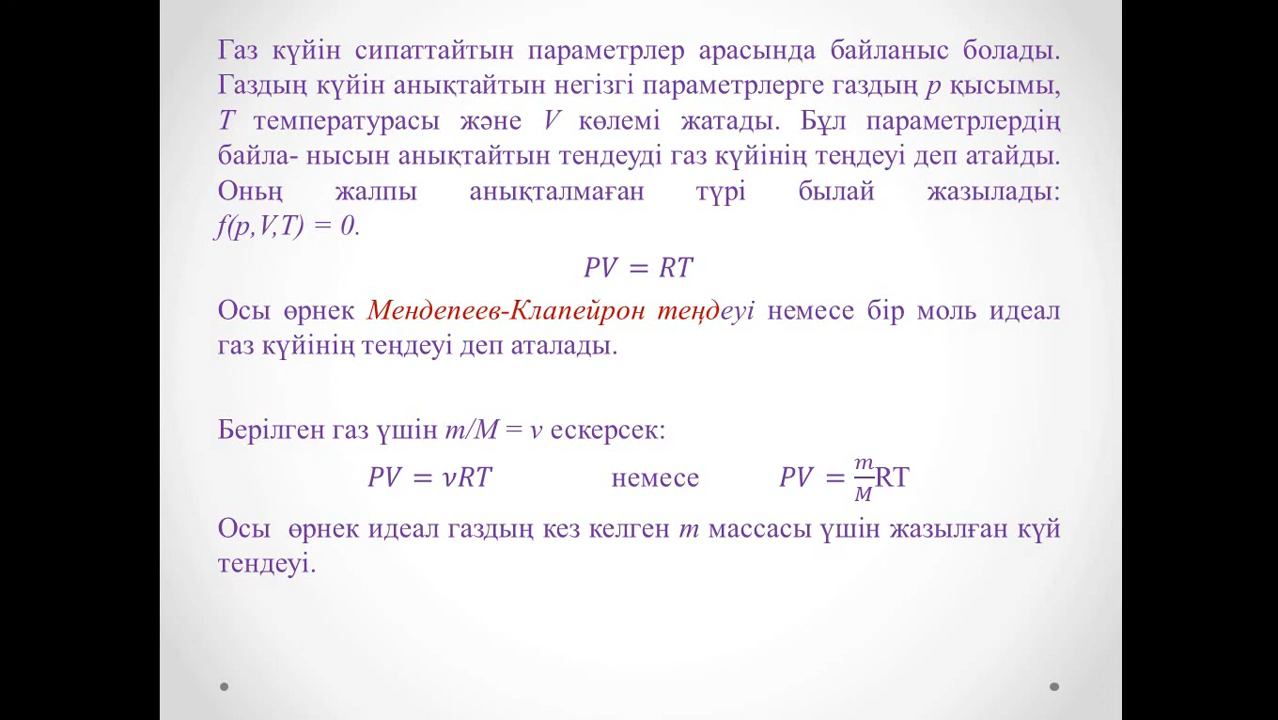 Газ күйін сипаттайтын параметрлер арасында байланыс болады.
Газдың күйін анықтайтын негізгі параметрлерге газдың p қысымы,
T температурасы және V көлемі жатады. Бұл параметрлердің
байла- нысын анықтайтын тендеуді газ күйінің теңдеуі деп атайды.
Оньң жалпы анықталмаған түрі былай жазылады:
f(p,V,T) = 0.
PV = RT
Осы өрнек Мендепеев-Клапейрон теңдеуі немесе бір моль идеал
газ күйінің теңдеуі деп аталады.
Берілген газ үшін m/M = v ескерсек:
PV = νRT немесе PV = m/M RT
Осы өрнек идеал газдың кез келген m массасы үшін жазылған күй
тендеуі.